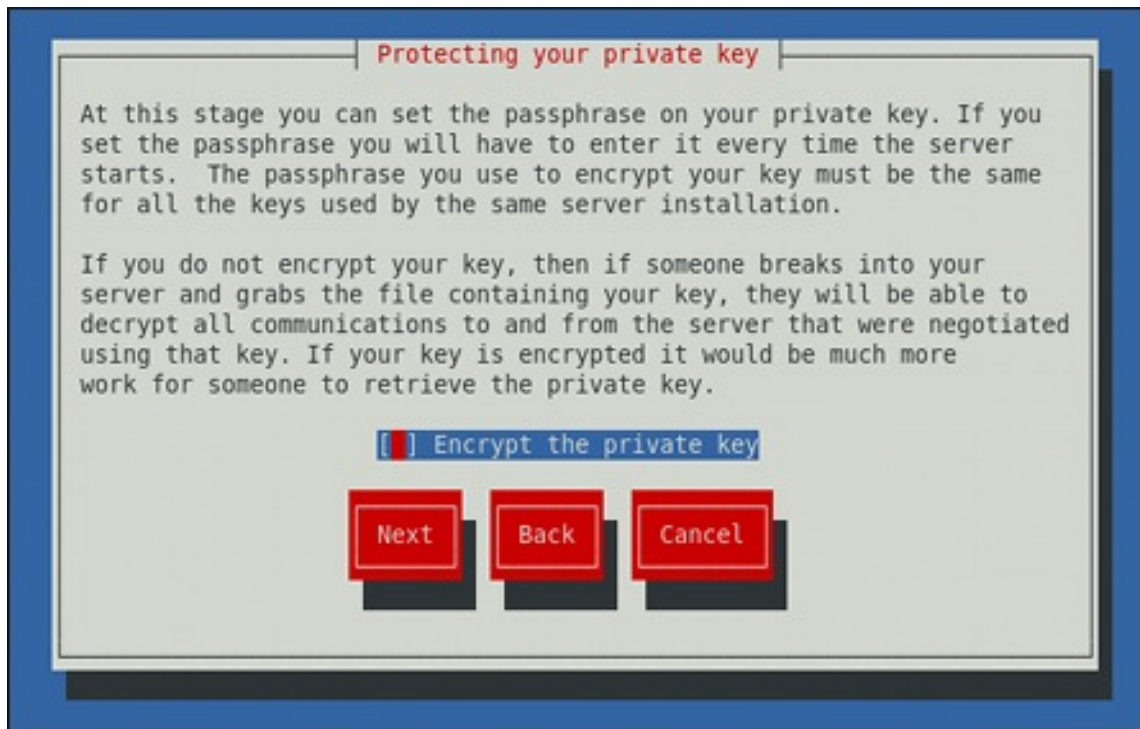 Protecting your private key
At this stage you can set the passphrase on your private key. If you
set the passphrase you will have to enter it every time the server
starts.  The passphrase you use to encrypt your key must be the same
for all the keys used by the same server installation.
If you do not encrypt your key, then if someone breaks into your
server and grabs the file containing your key, they will be able to
decrypt all communications to and from the server that were negotiated
using that key. If your key is encrypted it would be much more
work for someone to retrieve the private key.
[ ] Encrypt the private key
Next Back Cancel